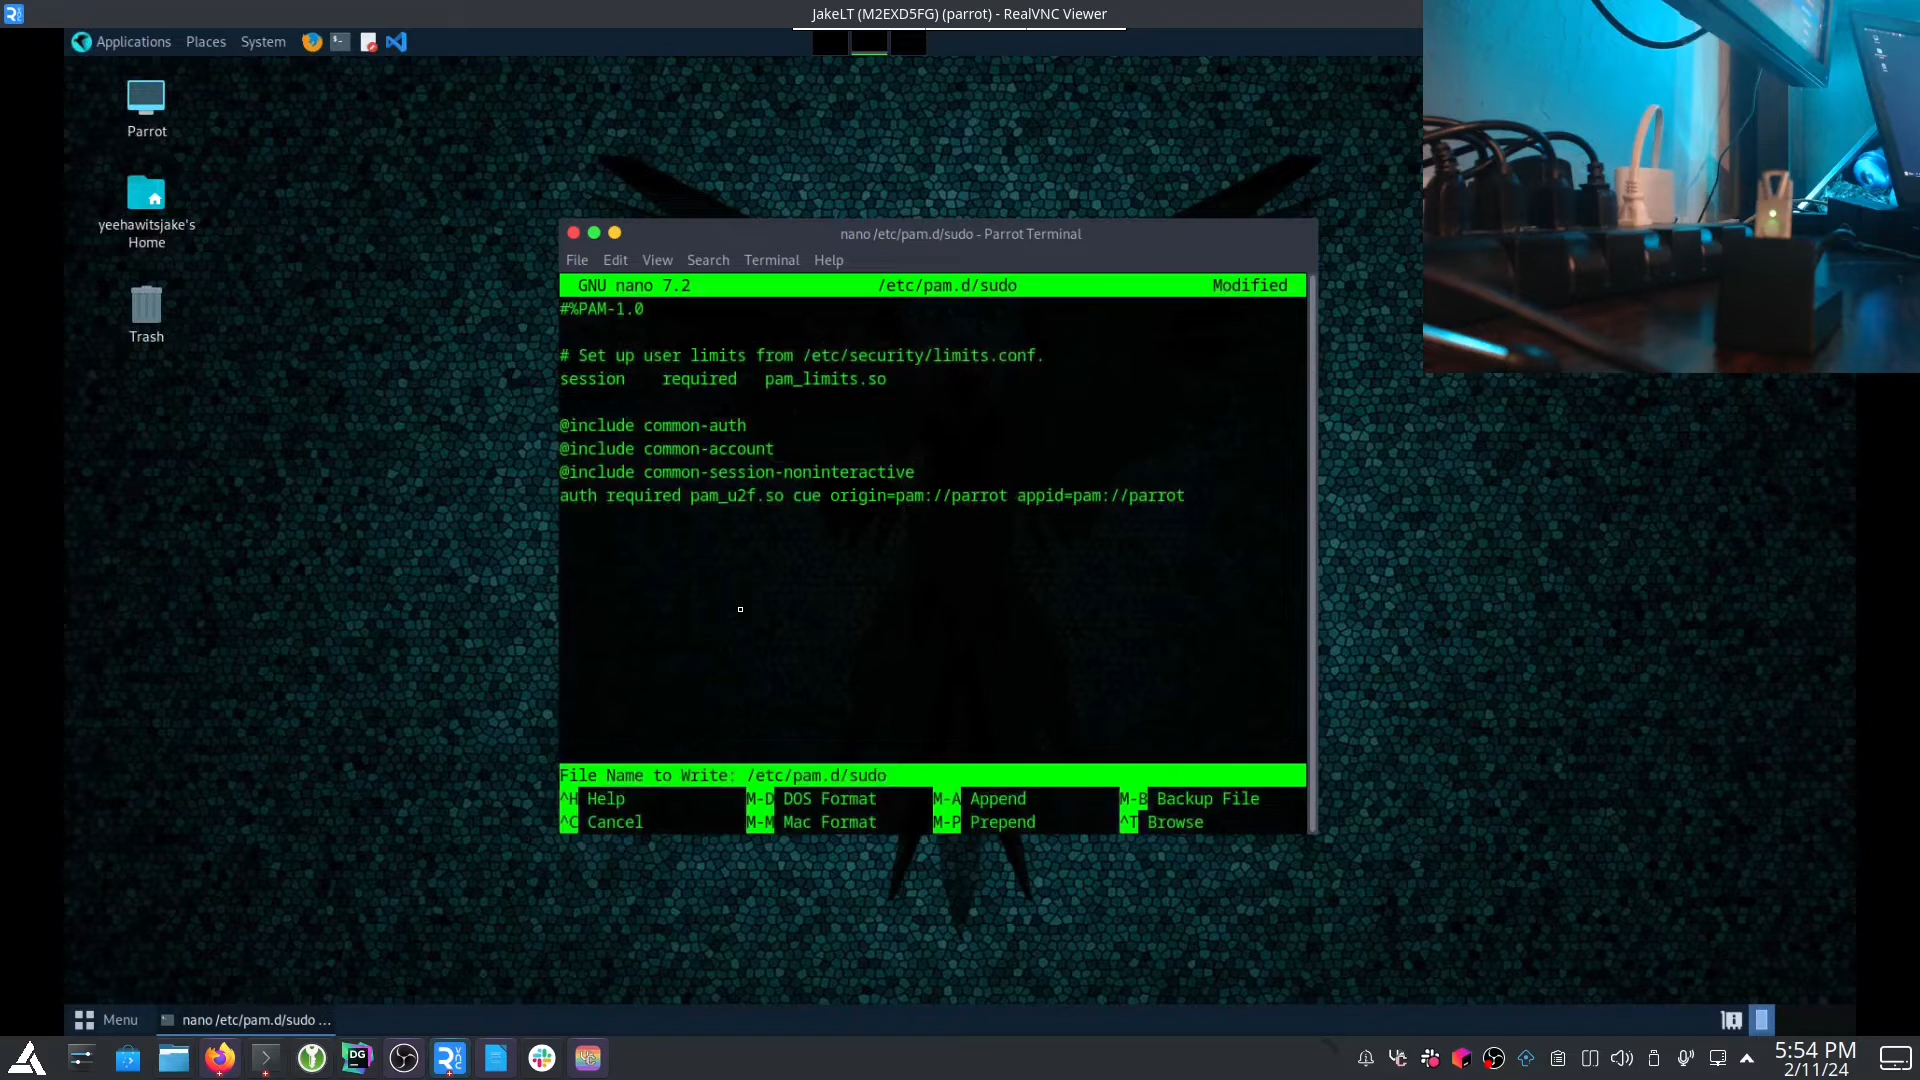 JakeLT (M2EXD5FG) (parrot) - RealVNC Viewer
Applications Places System
Parrot
yeehawitsjake's
Home
Trash
nano /etc/pam.d/sudo - Parrot Terminal
File Edit View Search Terminal Help
GNU nano 7.2 /etc/pam.d/sudo Modified
#%PAM-1.0
# Set up user limits from /etc/security/limits.conf.
session required pam_limits.so
@include common-auth
@include common-account
@include common-session-noninteractive
auth required pam_u2f.so cue origin=pam://parrot appid=pam://parrot
File Name to Write: /etc/pam.d/sudo
^H Help M-D DOS Format M-A Append M-B Backup File
^C Cancel M-M Mac Format M-P Prepend ^T Browse
Menu nano /etc/pam.d/sudo ...
DG
5:54 PM
2/11/24